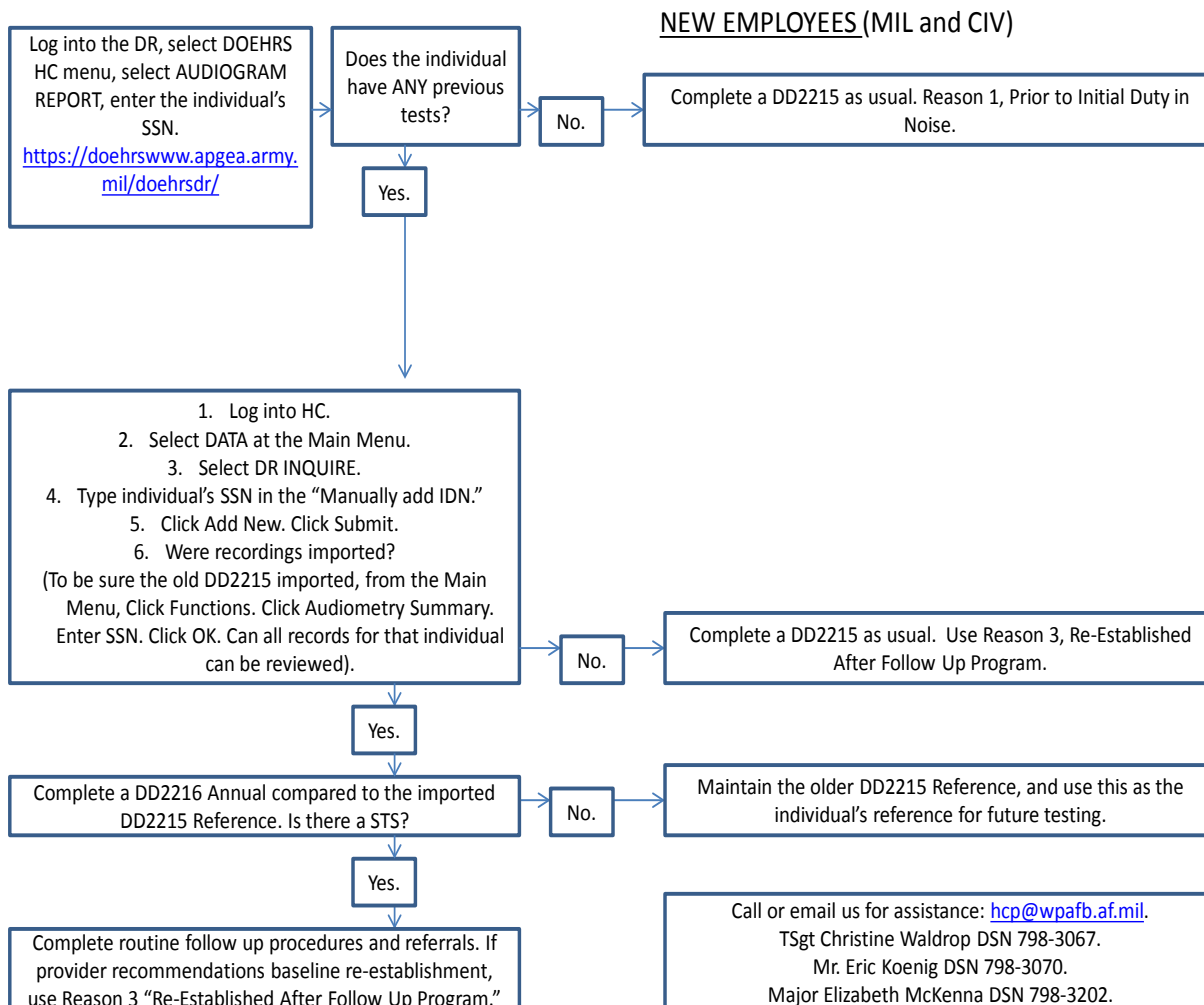 NEW EMPLOYEES (MIL and CIV)
Log into the DR, select DOEHRS
HC menu, select AUDIOGRAM
REPORT, enter the individual's
SSN.
https://doehrswww.apgea.army.
mil/doehrsdr/
Does the individual
have ANY previous
tests?
No.
Complete a DD2215 as usual. Reason 1, Prior to Initial Duty in
Noise.
Yes.
1. Log into HC.
2. Select DATA at the Main Menu.
3. Select DR INQUIRE.
4. Type individual's SSN in the “Manually add IDN.”
5. Click Add New. Click Submit.
6. Were recordings imported?
(To be sure the old DD2215 imported, from the Main
Menu, Click Functions. Click Audiometry Summary.
Enter SSN. Click OK. Can all records for that individual
can be reviewed).
No.
Complete a DD2215 as usual. Use Reason 3, Re-Established
After Follow Up Program.
Yes.
Complete a DD2216 Annual compared to the imported
DD2215 Reference. Is there a STS?
No.
Maintain the older DD2215 Reference, and use this as the
individual's reference for future testing.
Yes.
Complete routine follow up procedures and referrals. If
provider recommendations baseline re-establishment,
use Reason 3 “Re-Established After Follow Up Program.”
Call or email us for assistance: hcp@wpafb.af.mil.
TSgt Christine Waldrop DSN 798-3067.
Mr. Eric Koenig DSN 798-3070.
Major Elizabeth McKenna DSN 798-3202.